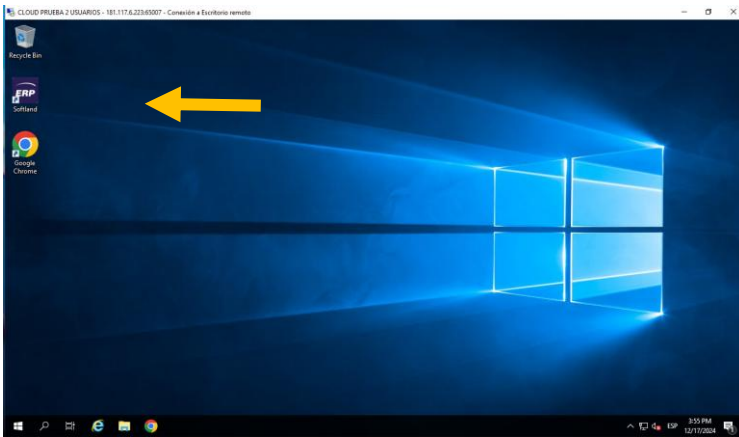 CLOUD PRUEBA 2 USUARIOS - 181.117.6.223:65007 - Conexión a Escritorio remoto
Recycle Bin
ERP
Softland
Google
Chrome
ESP
3:55 PM
12/17/2024